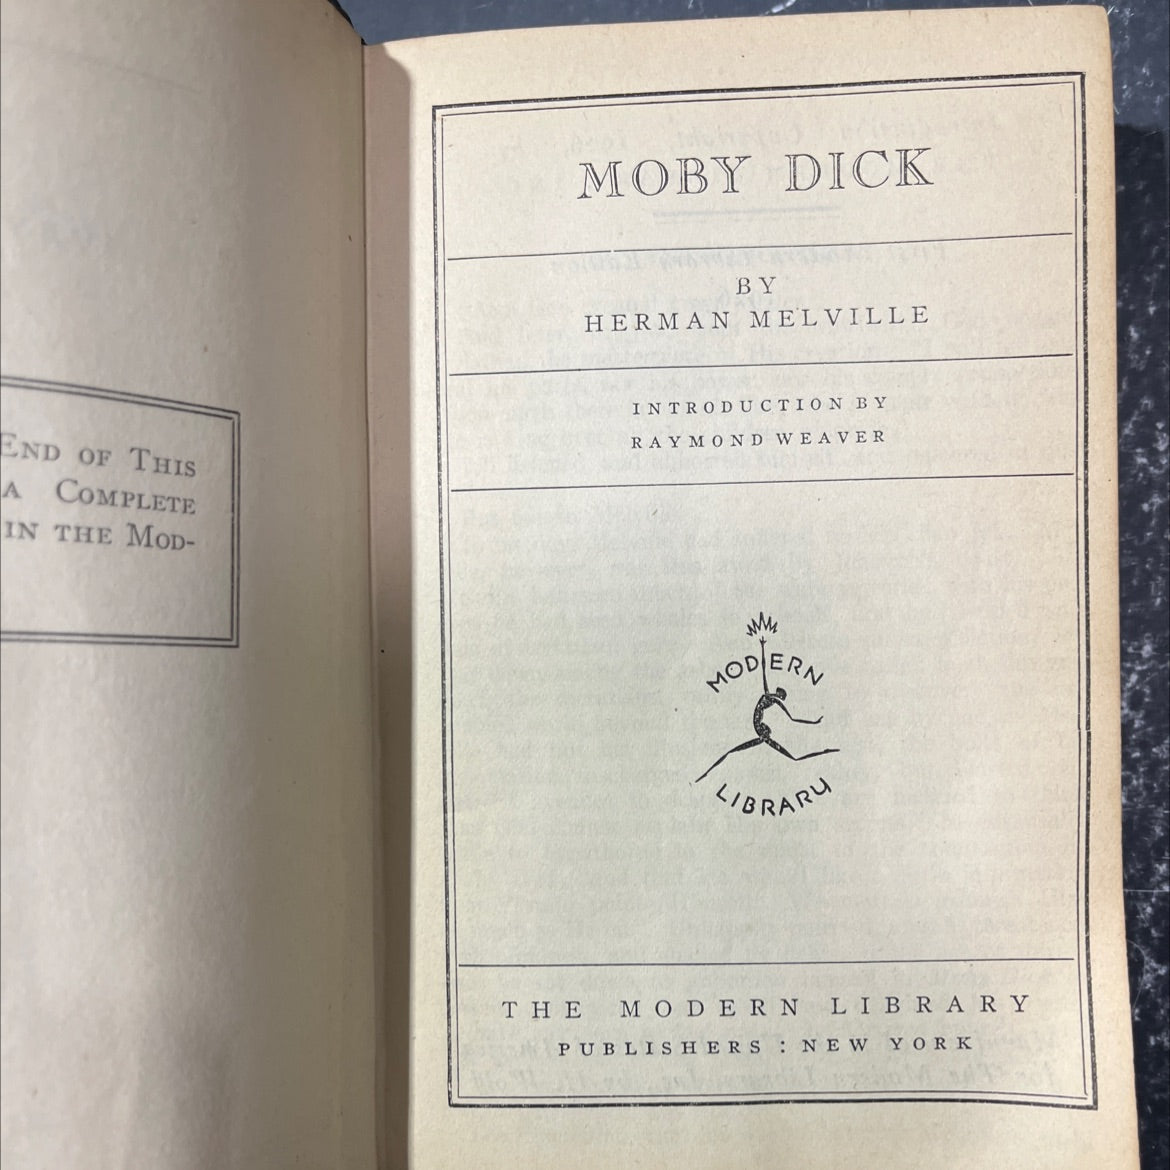 END OF THIS
A COMPLETE
IN THE MOD-
MOBY DICK
BY
HERMAN MELVILLE
INTRODUCTION BY
RAYMOND WEAVER
MODERN
LIBRARY
THE MODERN LIBRARY
PUBLISHERS : NEW YORK